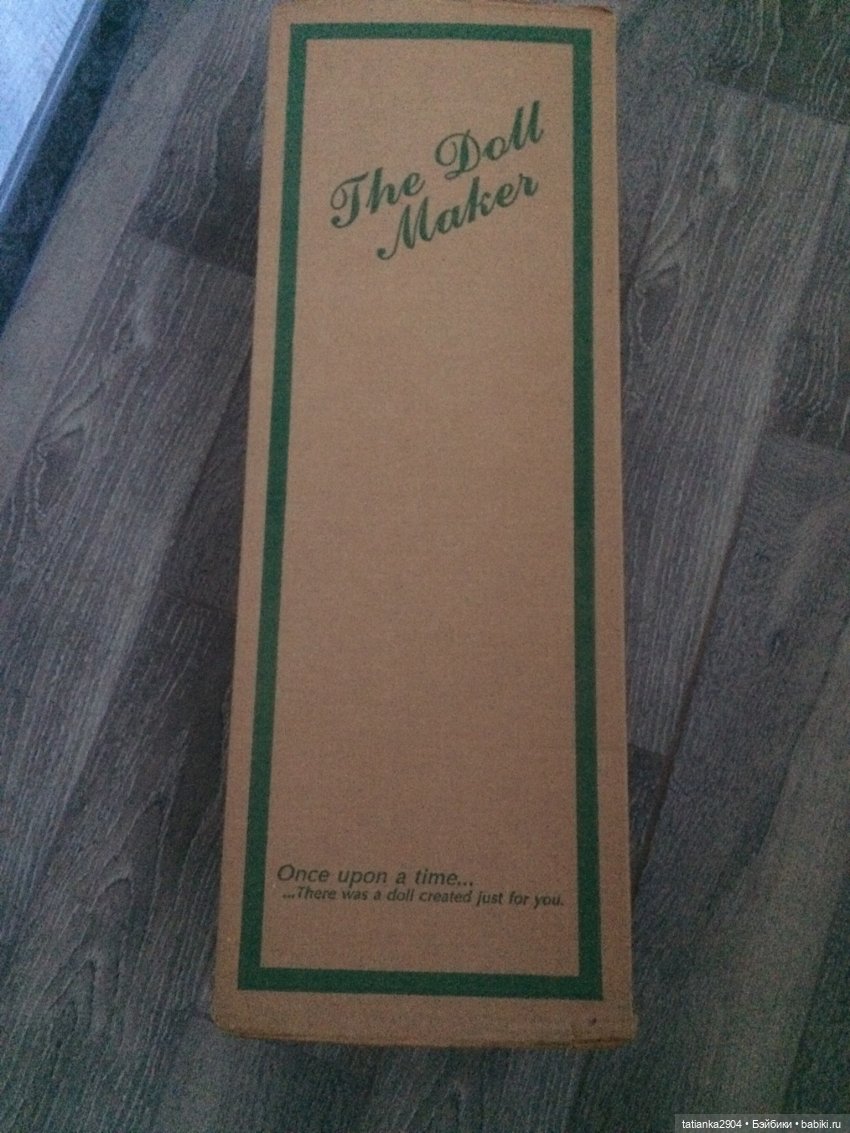 The Doll
Maker
Once upon a time...
...There was a doll created just for you.
tatianka2904 • Бэйбики • babiki.ru